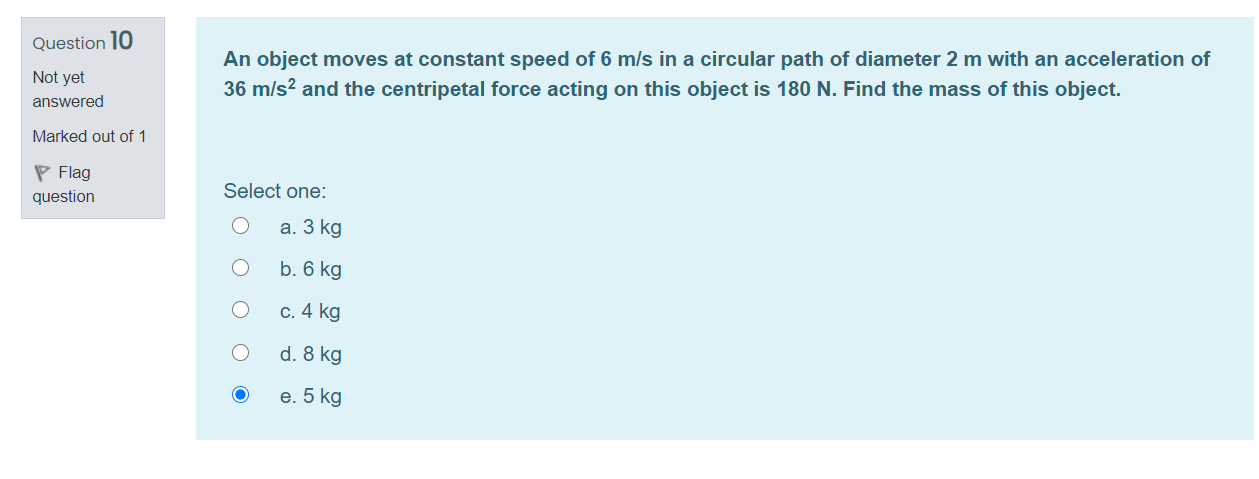 Question 10
Not yet
answered
Marked out of 1
Flag
question
An object moves at constant speed of 6 m/s in a circular path of diameter 2 m with an acceleration of
36 m/s² and the centripetal force acting on this object is 180 N. Find the mass of this object.
Select one:
a. 3 kg
b. 6 kg
c. 4 kg
d. 8 kg
e. 5 kg